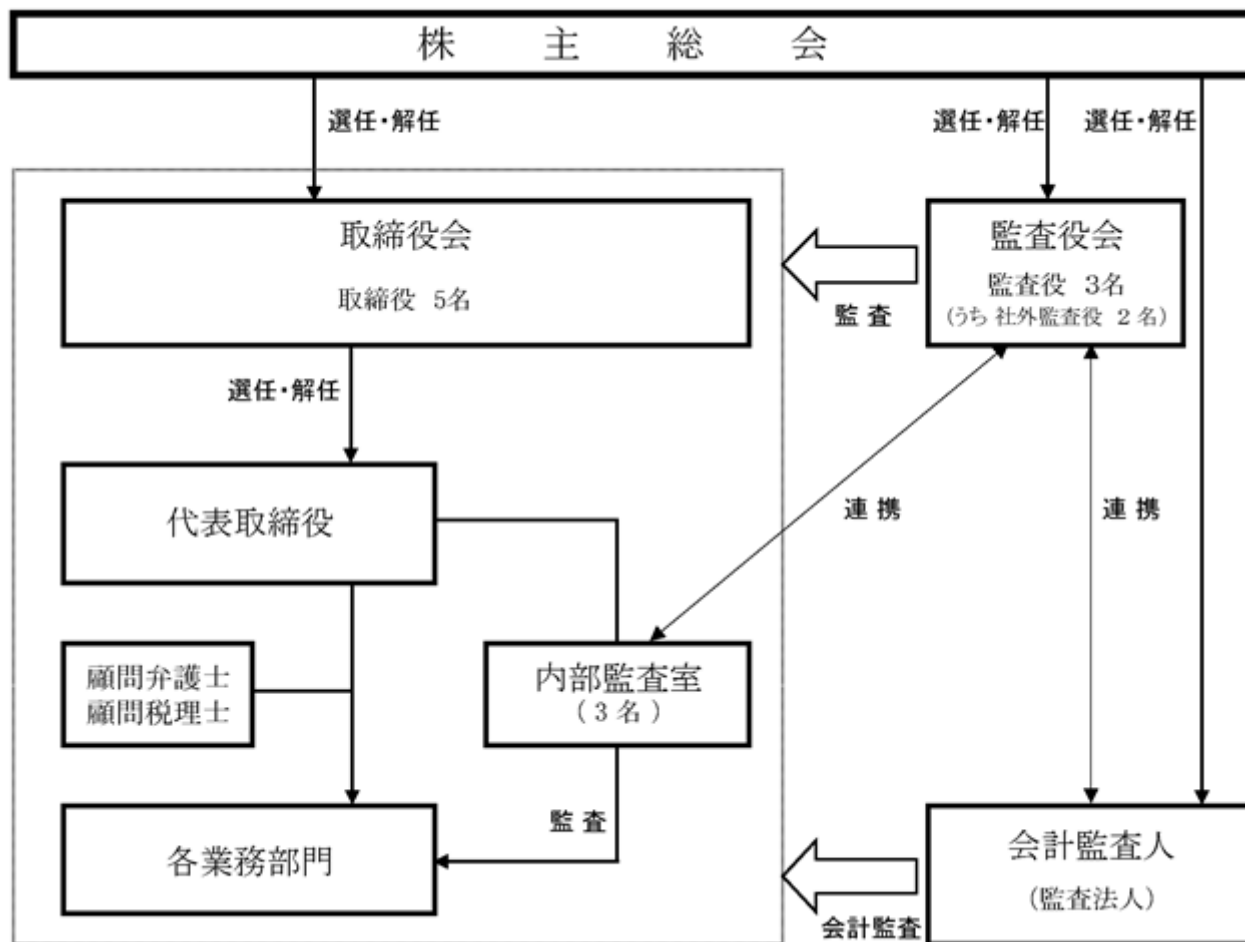 株主総会
選任・解任
選任・解任
選任・解任
取締役会
取締役 5名
監査役会
監査役 3名
(うち 社外監査役 2 名)
監 査
選任・解任
代表取締役
連 携
連 携
顧問弁護士
顧問税理士
内部監査室
( 3 名 )
監 査
各業務部門
会計監査人
(監査法人)
会計監査